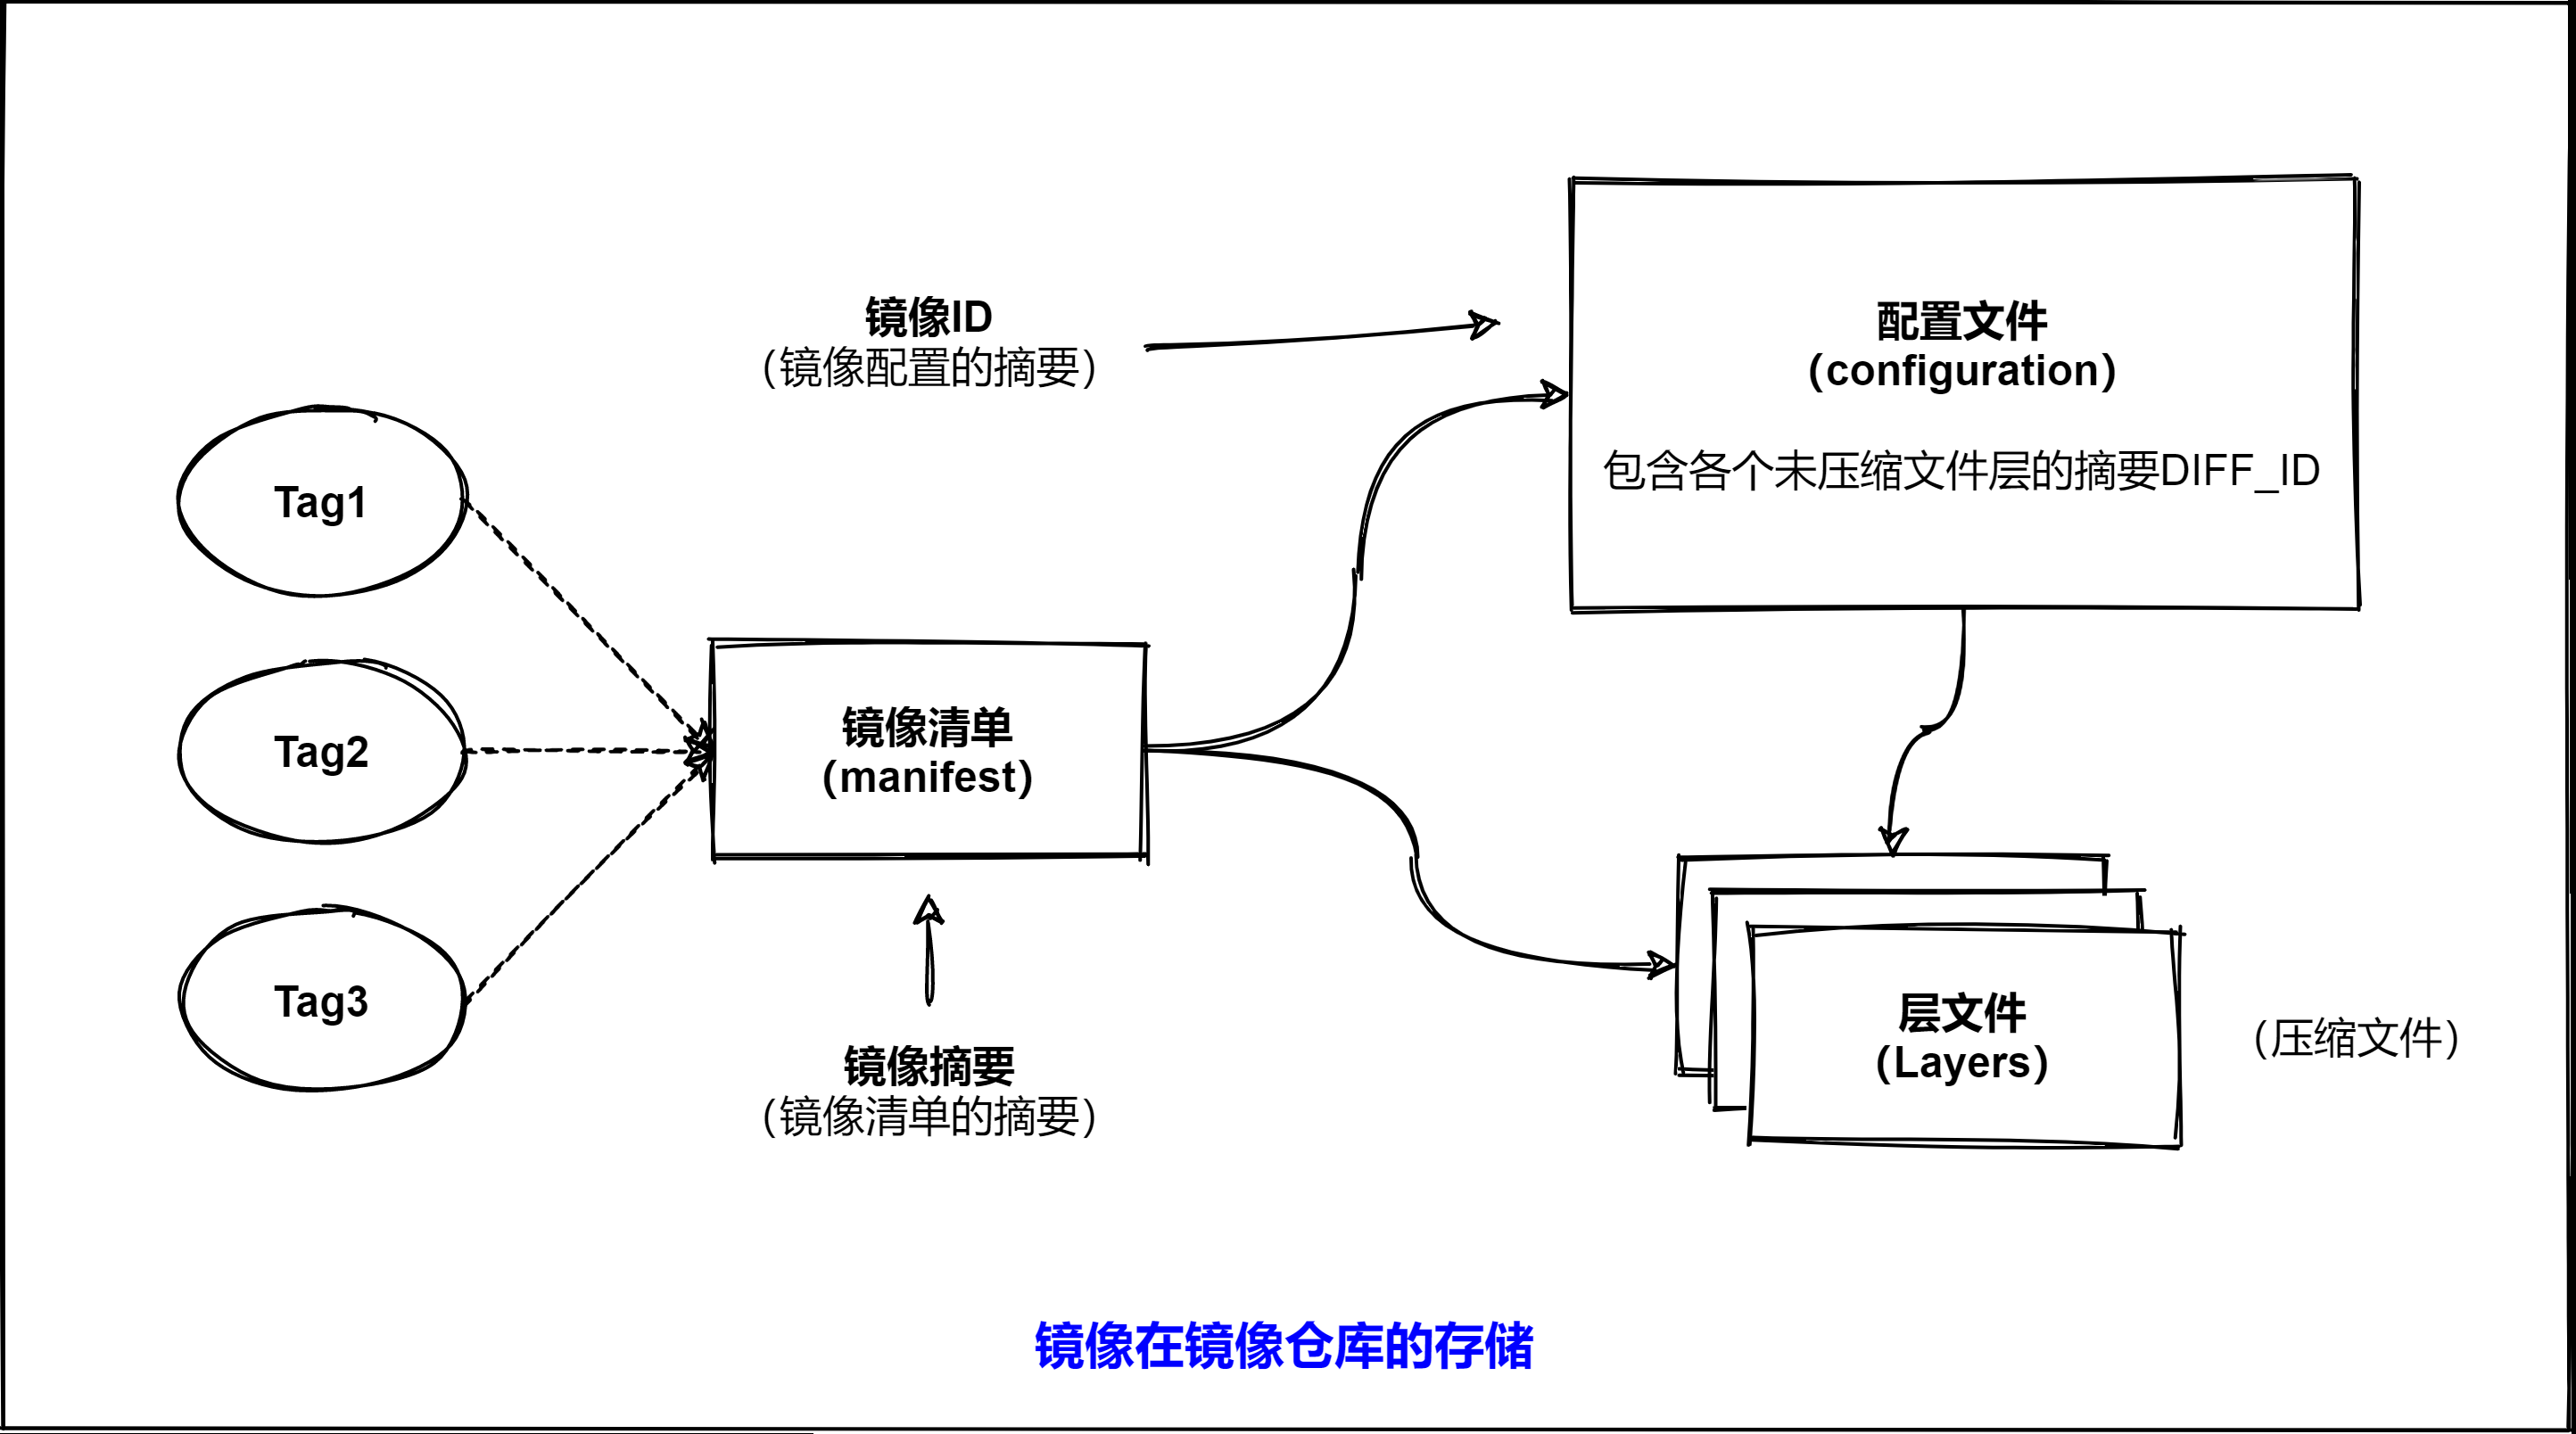 镜像ID
（镜像配置的摘要）
配置文件
（configuration）
包含各个未压缩文件层的摘要DIFF_ID
Tag1
Tag2
Tag3
镜像清单
（manifest）
镜像摘要
（镜像清单的摘要）
层文件
（Layers）
（压缩文件）
镜像在镜像仓库的存储